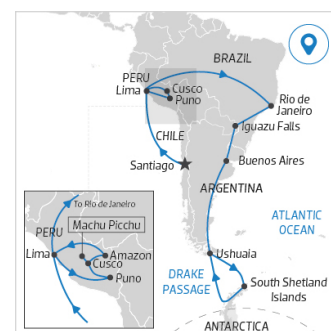 BRAZIL
PERU
Lima
Cusco
Puno
Rio de
Janeiro
Iguazu Falls
CHILE
Santiago
Buenos Aires
ARGENTINA
ATLANTIC
OCEAN
To Rio de Janeiro
Machu Picchu
PERU
Lima
Amazon
Cusco
Puno
Ushuaia
DRAKE
PASSAGE
South Shetland
Islands
ANTARCTICA